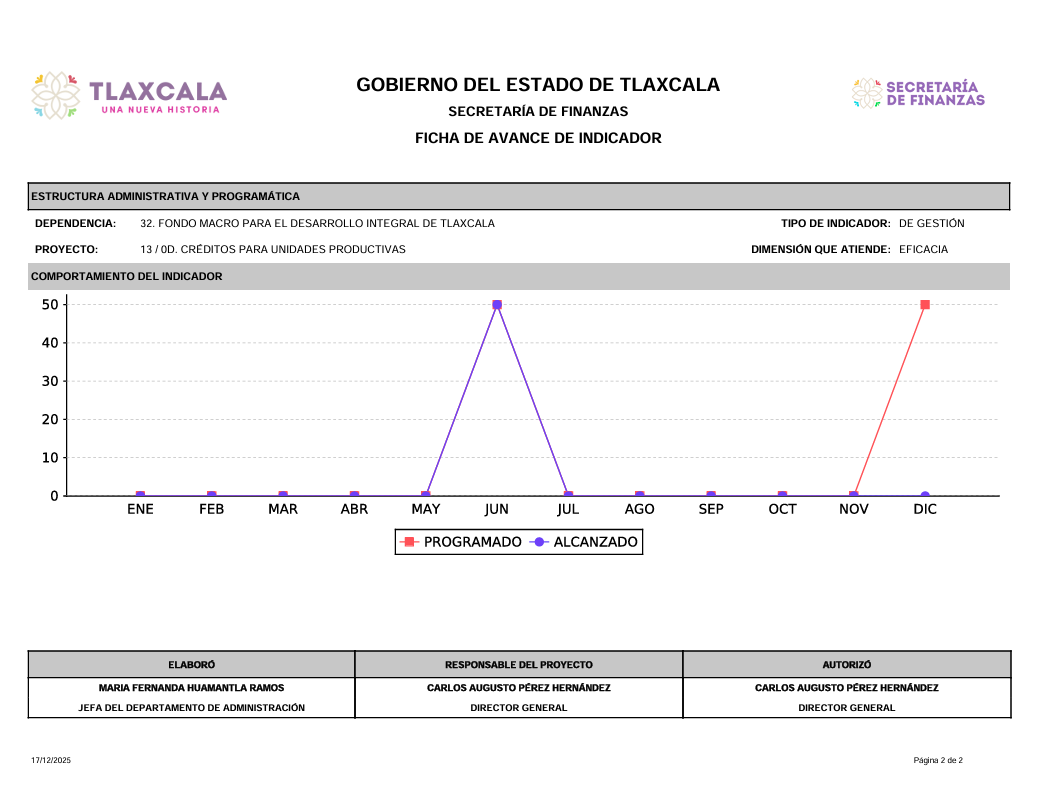 TLAXCALA
UNA NUEVA HISTORIA
GOBIERNO DEL ESTADO DE TLAXCALA
SECRETARÍA DE FINANZAS
FICHA DE AVANCE DE INDICADOR
SECRETARÍA
DE FINANZAS
ESTRUCTURA ADMINISTRATIVA Y PROGRAMÁTICA
DEPENDENCIA: 32. FONDO MACRO PARA EL DESARROLLO INTEGRAL DE TLAXCALA TIPO DE INDICADOR: DE GESTIÓN
PROYECTO: 13 / 0D. CRÉDITOS PARA UNIDADES PRODUCTIVAS DIMENSIÓN QUE ATIENDE: EFICACIA
COMPORTAMIENTO DEL INDICADOR
50
40
30
20
10
0
ENE FEB MAR ABR MAY JUN JUL AGO SEP OCT NOV DIC
PROGRAMADO ALCANZADO
ELABORÓ RESPONSABLE DEL PROYECTO AUTORIZÓ
MARIA FERNANDA HUAMANTLA RAMOS CARLOS AUGUSTO PÉREZ HERNÁNDEZ CARLOS AUGUSTO PÉREZ HERNÁNDEZ
JEFA DEL DEPARTAMENTO DE ADMINISTRACIÓN DIRECTOR GENERAL DIRECTOR GENERAL
17/12/2025 Página 2 de 2